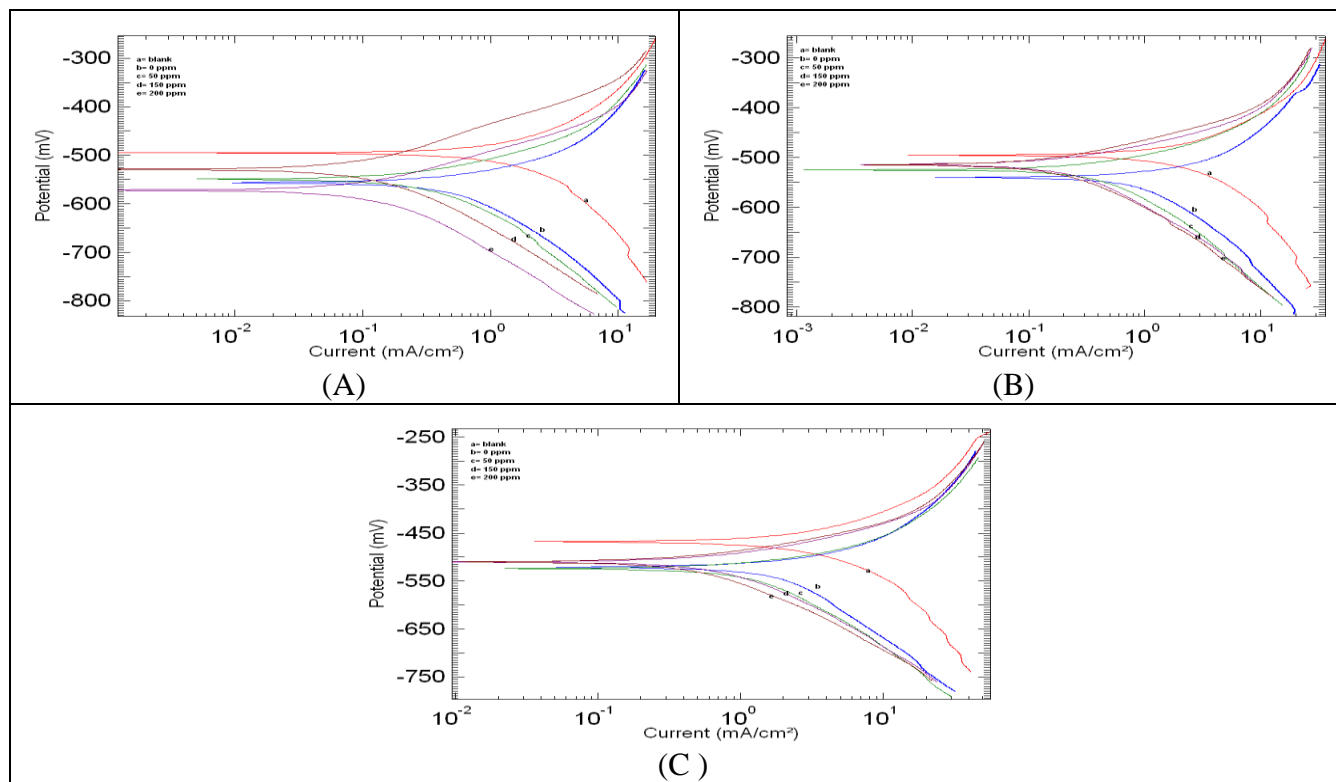 -300
-400
-500
-600
-700
-800
Potential (mV)
a= blank
b= 0 ppm
c= 50 ppm
d= 150 ppm
e= 200 ppm
a
b
c
d
e
10⁻²
10⁻¹
10⁰
10¹
Current (mA/cm²)
(A)
-300
-400
-500
-600
-700
-800
Potential (mV)
a= blank
b= 0 ppm
c= 50 ppm
d= 150 ppm
e= 200 ppm
a
b
c
d
e
10⁻³
10⁻²
10⁻¹
10⁰
10¹
Current (mA/cm²)
(B)
-250
-350
-450
-550
-650
-750
Potential (mV)
a= blank
b= 0 ppm
c= 50 ppm
d= 150 ppm
e= 200 ppm
a
b
c
d
e
10⁻²
10⁻¹
10⁰
10¹
Current (mA/cm²)
(C )